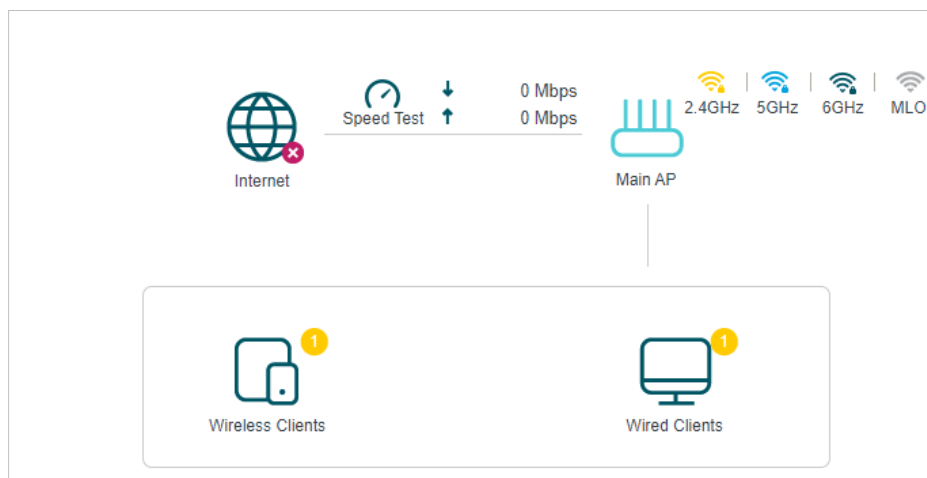 Internet
Speed Test
0 Mbps
0 Mbps
Main AP
2.4GHz
5GHz
6GHz
MLO
1
Wireless Clients
1
Wired Clients